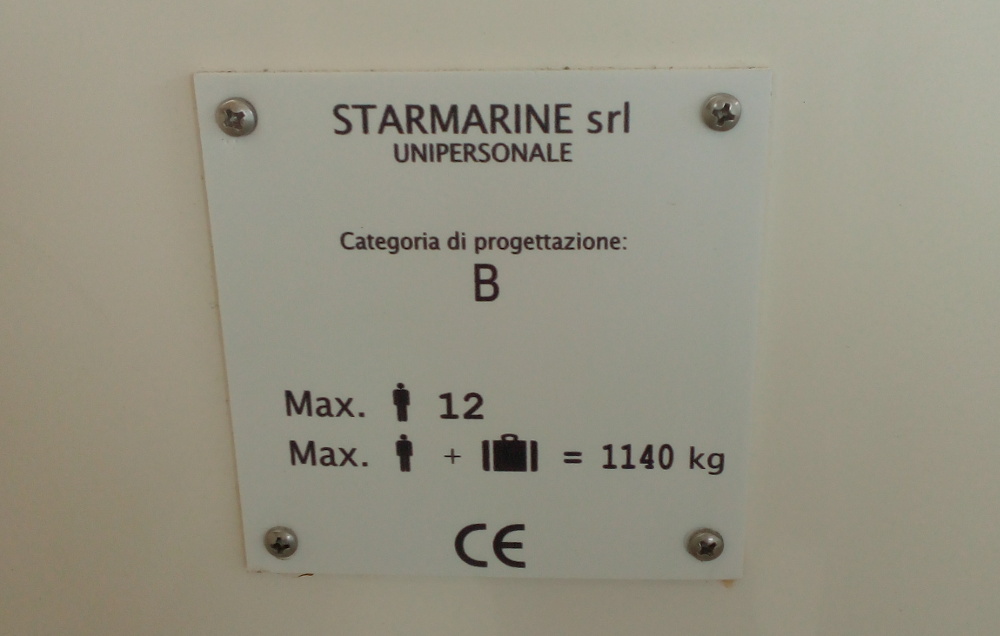 STARMARINE srl
UNIPERSONALE
Categoria di progettazione:
B
Max. 12
Max. + = 1140 kg
CE